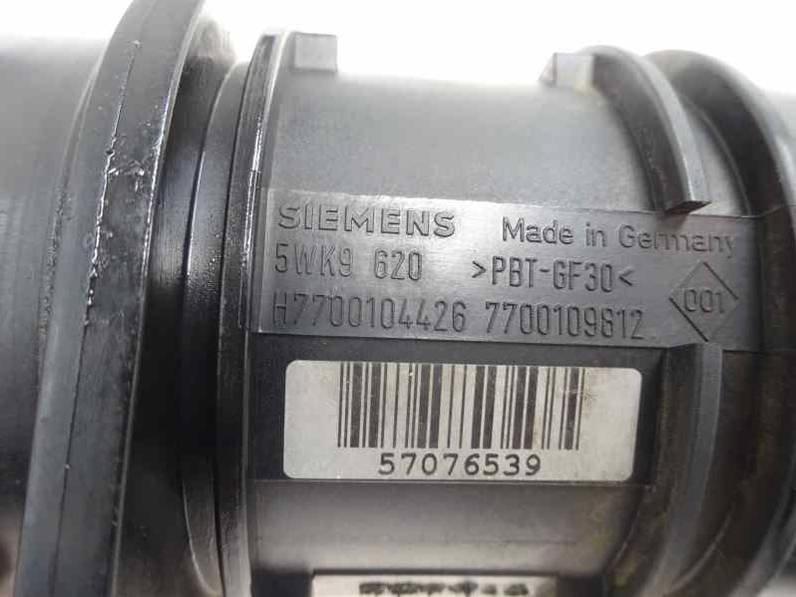 SIEMENS Made in Germany
5WK9 620 >PBT-GF30<
001
H7700104426 7700109812
57076539